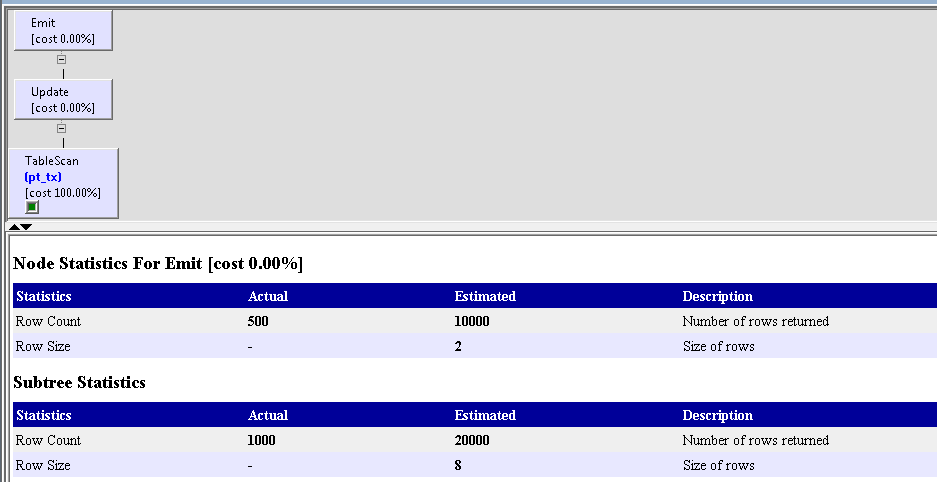 Emit
[cost 0.00%]
Update
[cost 0.00%]
TableScan
(pt_tx)
[cost 100.00%]
Node Statistics For Emit [cost 0.00%]
Statistics Actual Estimated Description
Row Count 500 10000 Number of rows returned
Row Size - 2 Size of rows
Subtree Statistics
Statistics Actual Estimated Description
Row Count 1000 20000 Number of rows returned
Row Size - 8 Size of rows